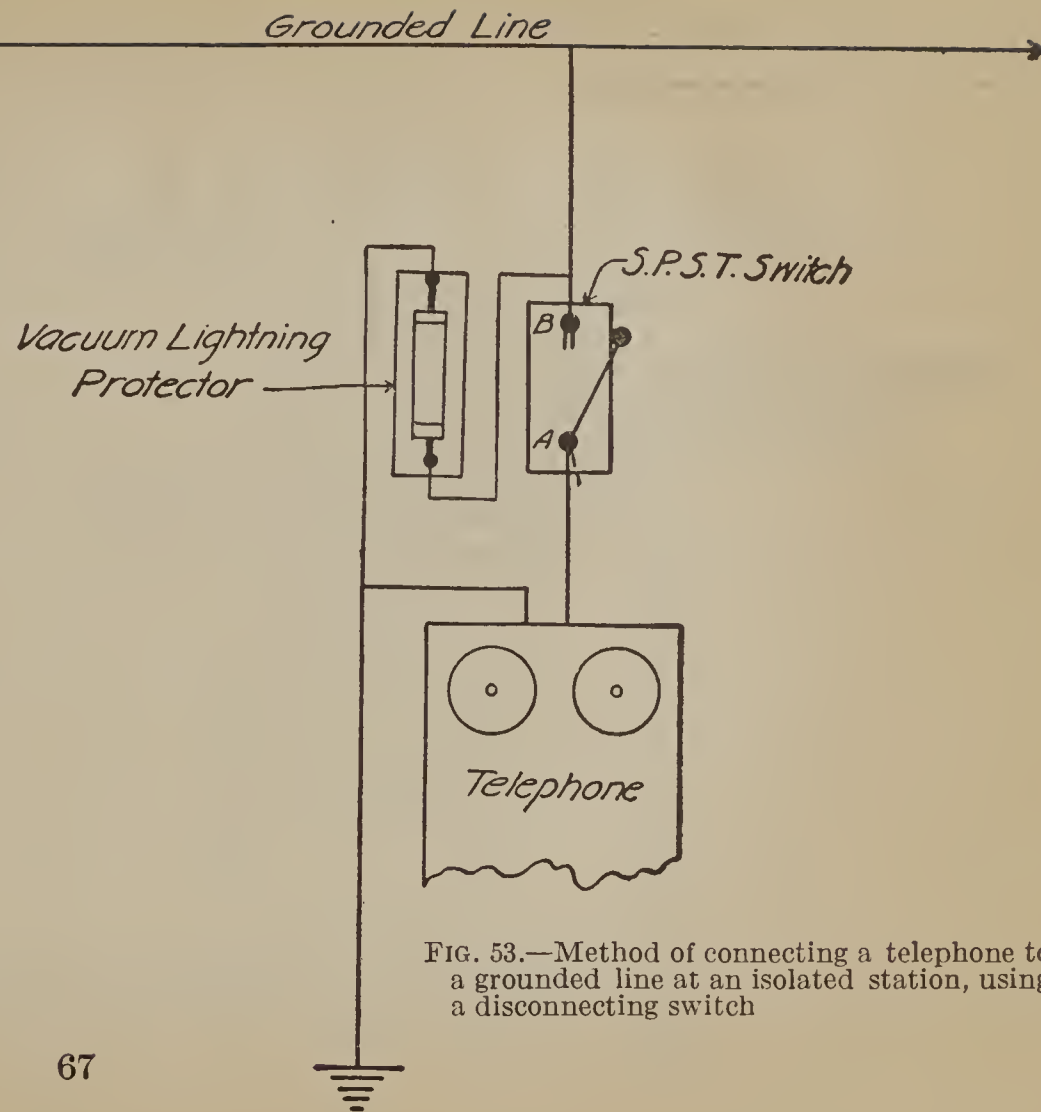 Grounded Line
S.P.S.T. Switch
B
Vacuum Lightning
Protector
A
Telephone
FIG. 53.—Method of connecting a telephone to
a grounded line at an isolated station, using
a disconnecting switch
67